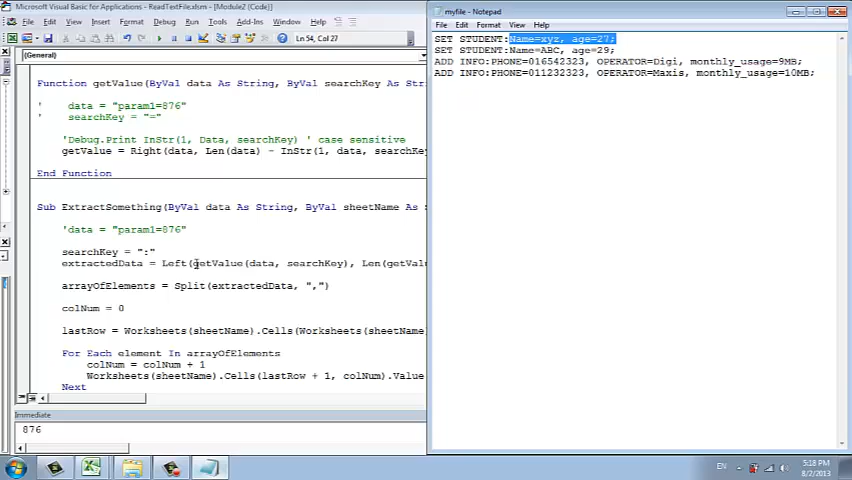 Microsoft Visual Basic for Applications - ReadTextFile.xlsm - [Module2 (Code)]
File Edit View Insert Format Debug Run Tools Add-Ins Window Help
Ln 54, Col 27
(General)
Function getValue(ByVal data As String, ByVal searchKey As Stri
' data = "param1=876"
' searchKey = "="
'Debug.Print InStr(1, Data, searchKey) ' case sensitive
getValue = Right(data, Len(data) - InStr(1, data, searchKey
End Function
Sub ExtractSomething(ByVal data As String, ByVal sheetName As s
'data = "param1=876"
searchKey = ":"
extractedData = Left(getValue(data, searchKey), Len(getValu
arrayOfElements = Split(extractedData, ",")
colNum = 0
lastRow = Worksheets(sheetName).Cells(Worksheets(sheetName)
For Each element In arrayOfElements
colNum = colNum + 1
Worksheets(sheetName).Cells(lastRow + 1, colNum).Value
Next
Immediate
876
myfile - Notepad
File Edit Format View Help
SET STUDENT:Name=xyz, age=27;
SET STUDENT:Name=ABC, age=29;
ADD INFO:PHONE=016542323, OPERATOR=Digi, monthly_usage=9MB;
ADD INFO:PHONE=011232323, OPERATOR=Maxis, monthly_usage=10MB;
EN
5:18 PM
8/2/2013